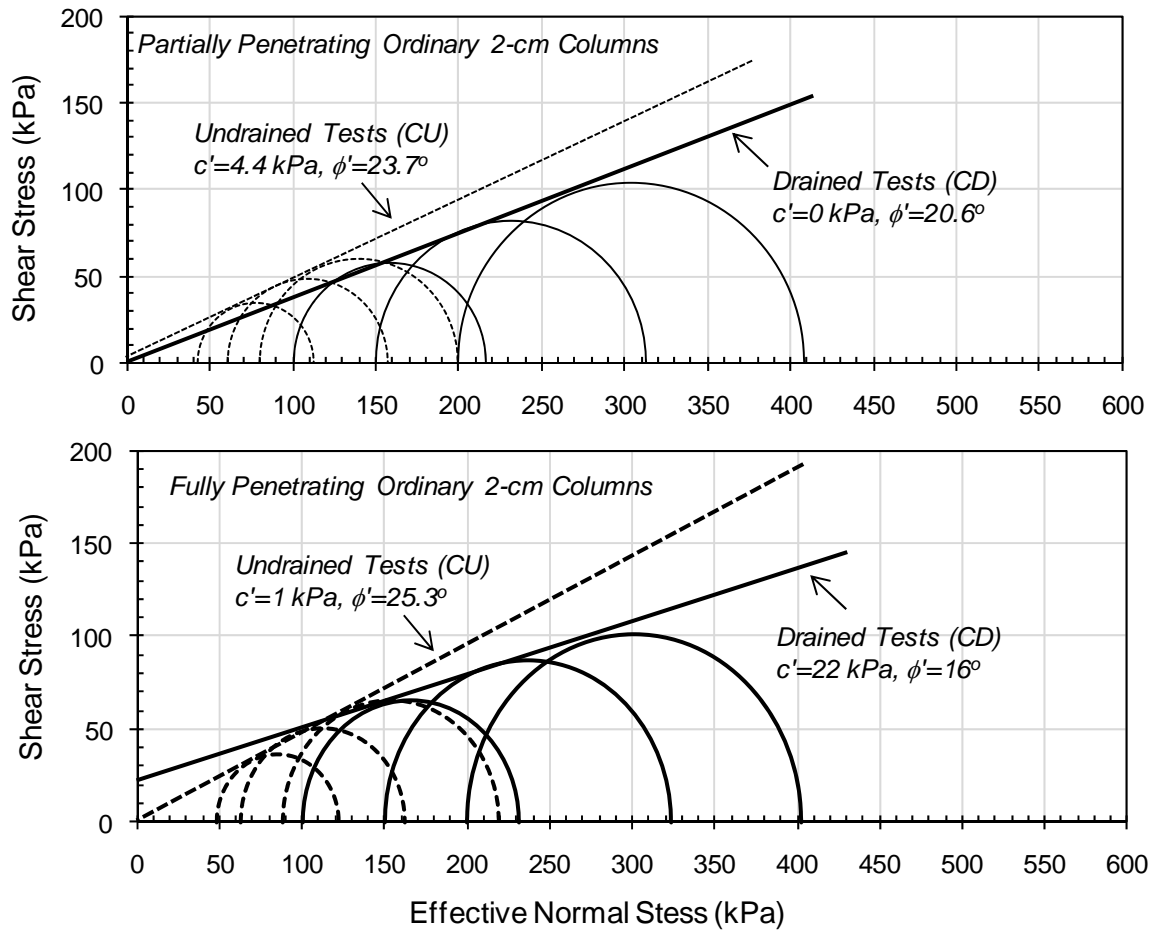 200
Partially Penetrating Ordinary 2-cm Columns
150
Undrained Tests (CU)
c'=4.4 kPa, ϕ'=23.7º
Drained Tests (CD)
c'=0 kPa, ϕ'=20.6º
100
50
0
Shear Stress (kPa)
0 50 100 150 200 250 300 350 400 450 500 550 600
200
Fully Penetrating Ordinary 2-cm Columns
150
Undrained Tests (CU)
c'=1 kPa, ϕ'=25.3º
100
Drained Tests (CD)
c'=22 kPa, ϕ'=16º
50
0
Shear Stress (kPa)
0 50 100 150 200 250 300 350 400 450 500 550 600
Effective Normal Stess (kPa)